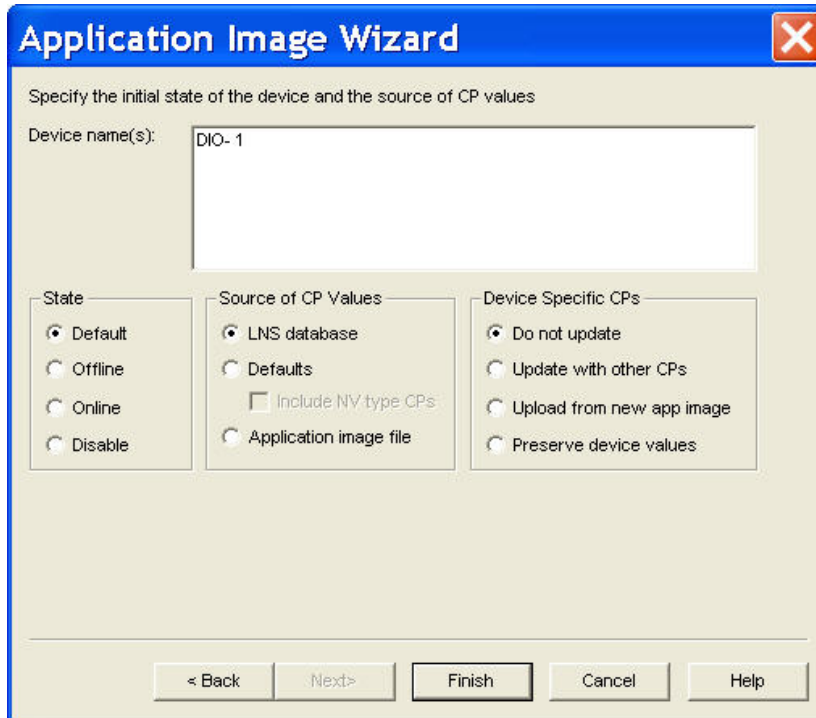 Application Image Wizard
Specify the initial state of the device and the source of CP values
Device name(s):
DIO- 1
State
Default
Offline
Online
Disable
Source of CP Values
LNS database
Defaults
Include NV type CPs
Application image file
Device Specific CPs
Do not update
Update with other CPs
Upload from new app image
Preserve device values
< Back
Next>
Finish
Cancel
Help